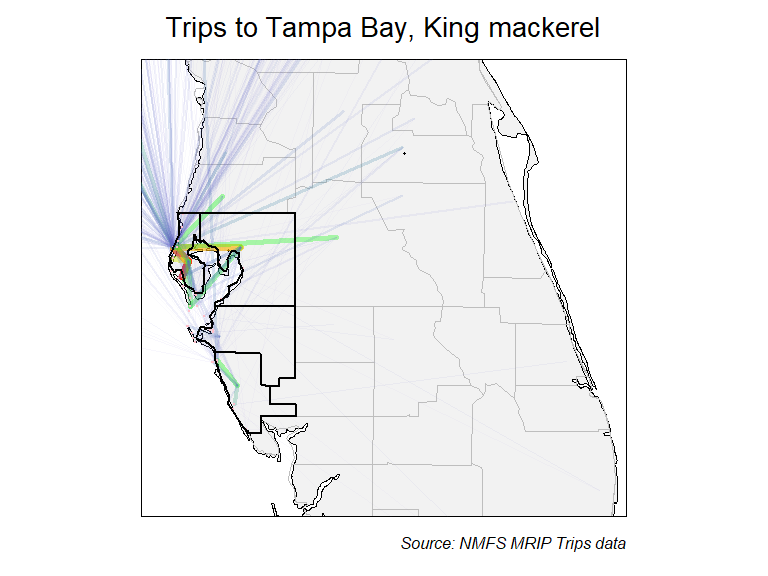 Trips to Tampa Bay, King mackerel
Source: NMFS MRIP Trips data